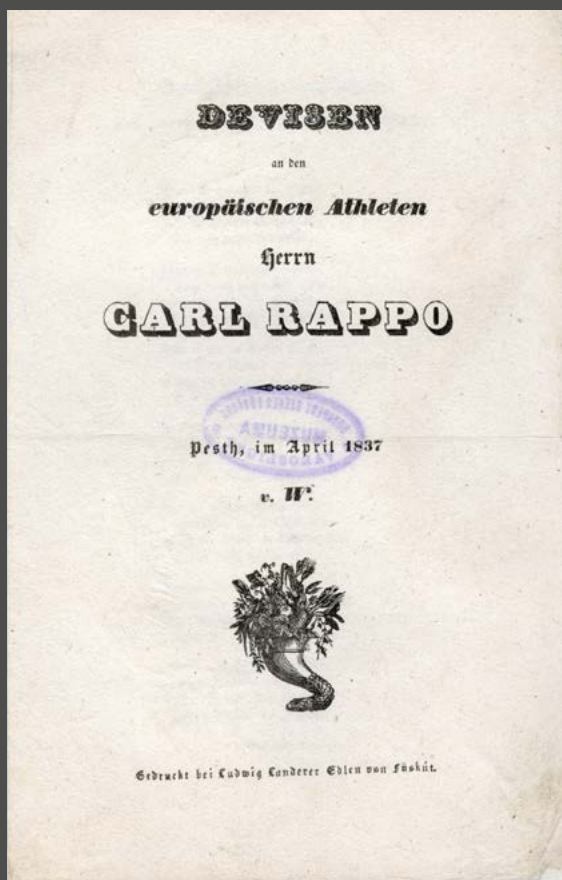 DEVISEN
an den
europäischen Athleten
Herrn
CARL RAPPO
Pesth, im April 1837
v. W.
MUZEUMA
Gedruckt bei Ludwig Landerer Edlen von Füskút.